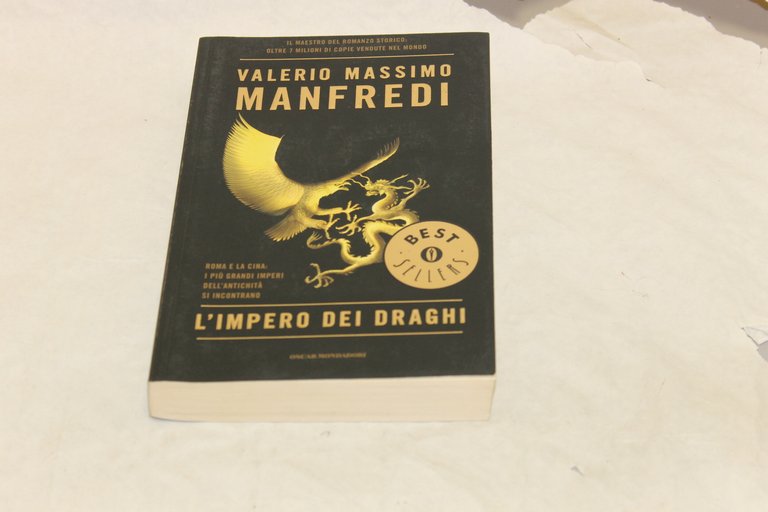 IL MAESTRO DEL ROMANZO STORICO:
OLTRE 7 MILIONI DI COPIE VENDUTE NEL MONDO
VALERIO MASSIMO
MANFREDI
BEST
SELLERS
ROMA E LA CINA:
I PIÙ GRANDI IMPERI
DELL'ANTICHITÀ
SI INCONTRANO
L'IMPERO DEI DRAGHI
OSCAR MONDADORI